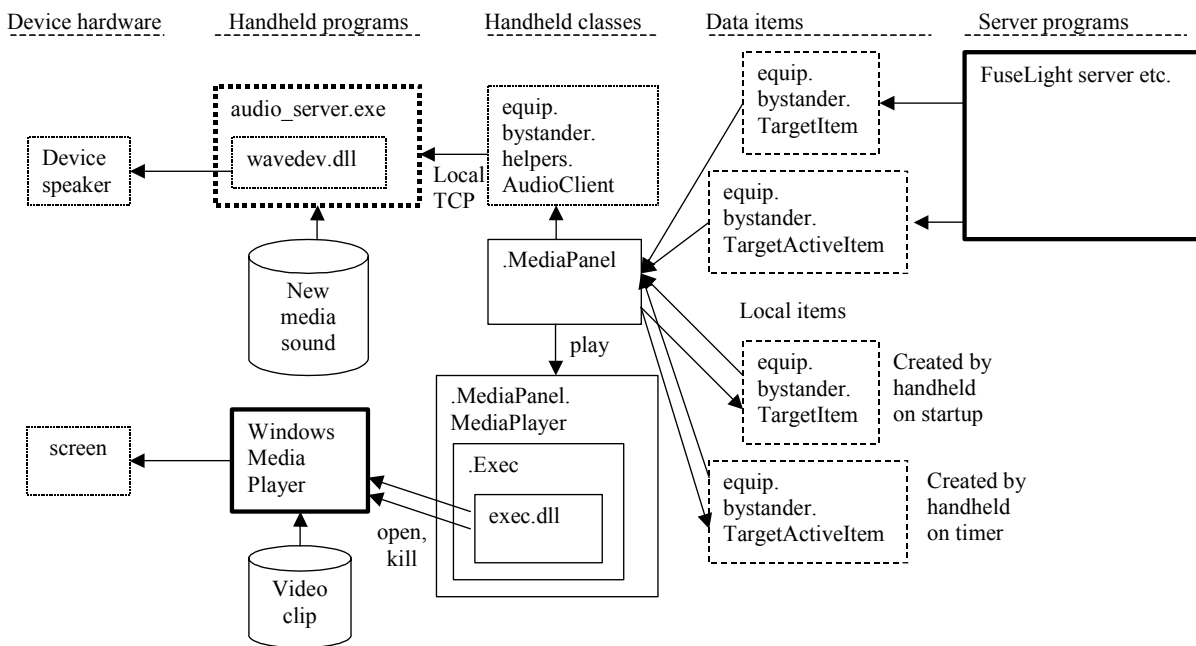 Device hardware
Handheld programs
Handheld classes
Data items
Server programs
audio_server.exe
wavedev.dll
Device
speaker
New
media
sound
Local
TCP
equip.
bystander.
helpers.
AudioClient
.MediaPanel
play
.MediaPanel.
MediaPlayer
.Exec
exec.dll
open,
kill
Windows
Media
Player
screen
Video
clip
equip.
bystander.
TargetItem
equip.
bystander.
TargetActiveItem
Local items
equip.
bystander.
TargetItem
Created by
handheld
on startup
equip.
bystander.
TargetActiveItem
Created by
handheld
on timer
FuseLight server etc.